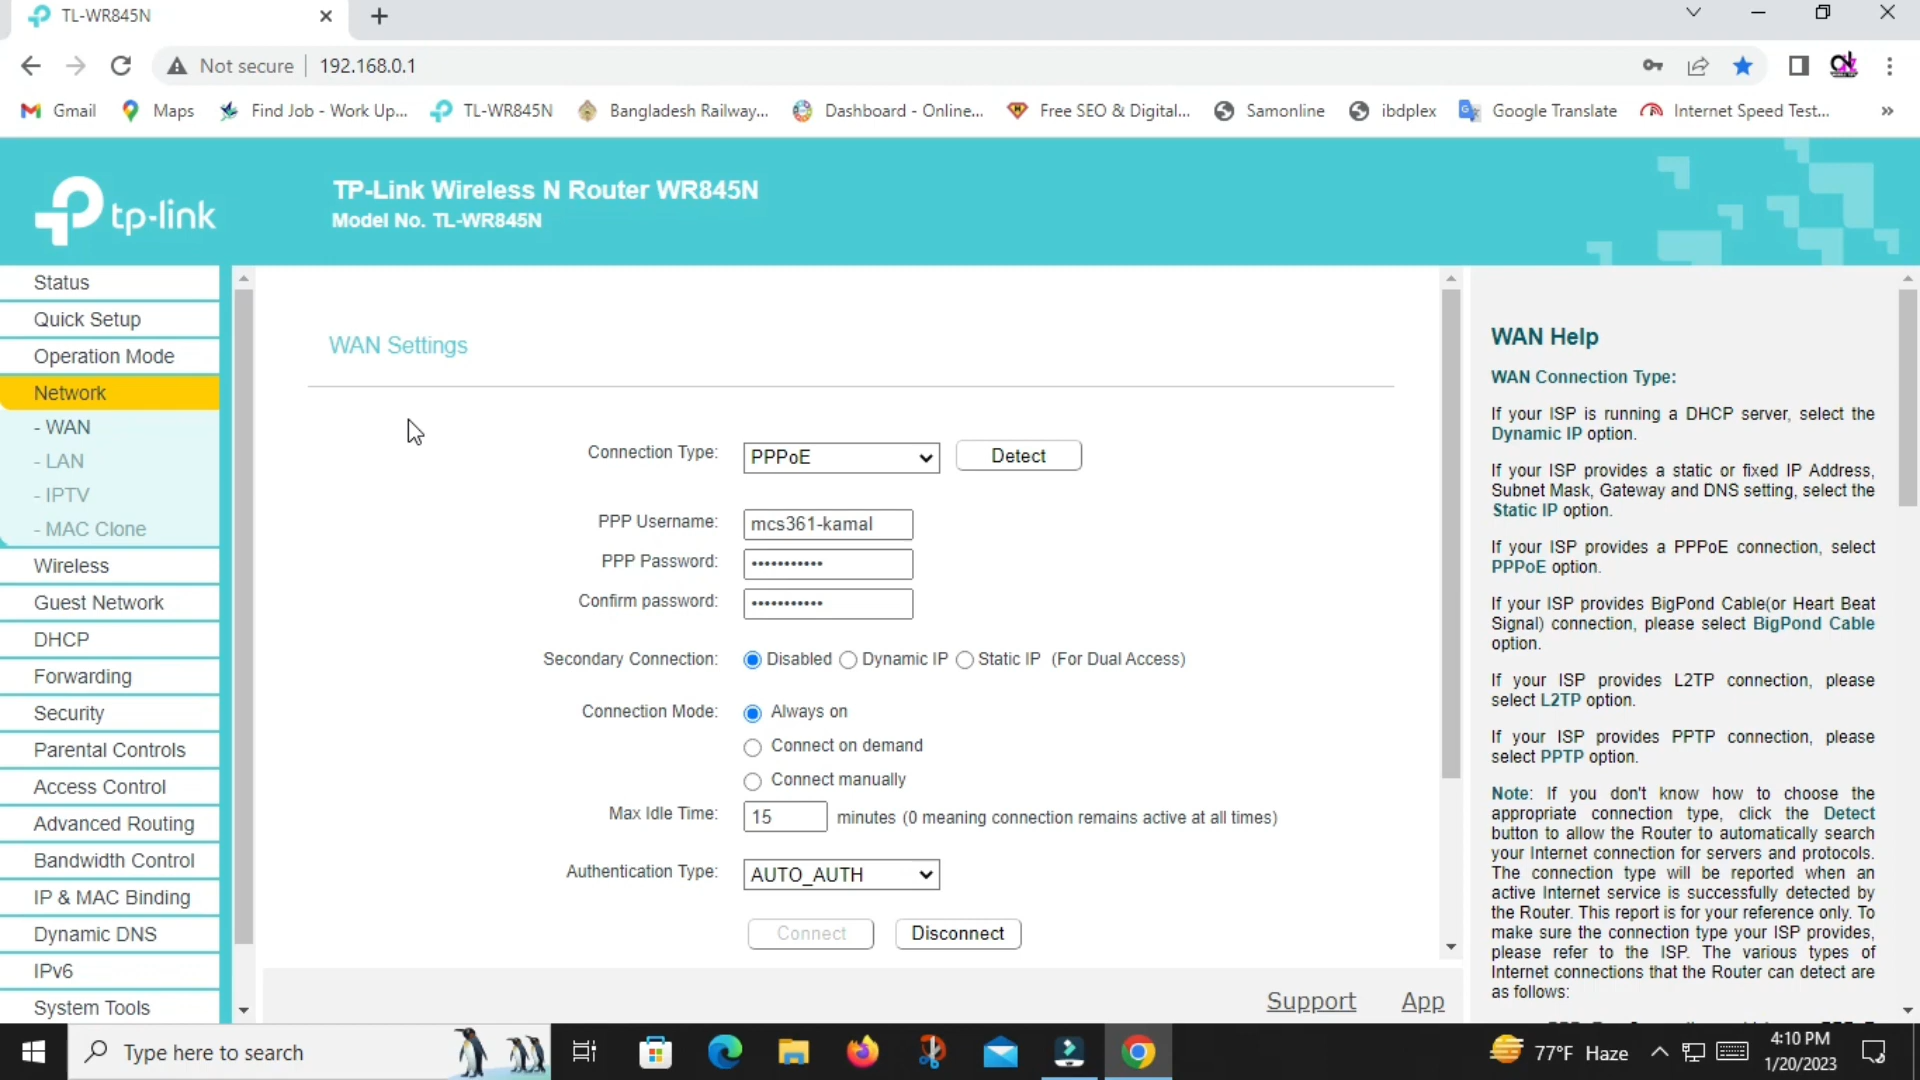 TL-WR845N
Not secure
192.168.0.1
Gmail
Maps
Find Job - Work Up...
TL-WR845N
Bangladesh Railway...
Dashboard - Online...
Free SEO & Digital...
Samonline
ibdplex
Google Translate
Internet Speed Test...
»
tp-link
TP-Link Wireless N Router WR845N
Model No. TL-WR845N
Status
Quick Setup
Operation Mode
Network
- WAN
- LAN
- IPTV
- MAC Clone
Wireless
Guest Network
DHCP
Forwarding
Security
Parental Controls
Access Control
Advanced Routing
Bandwidth Control
IP & MAC Binding
Dynamic DNS
IPv6
System Tools
WAN Settings
Connection Type: PPPoE Detect
PPP Username: mcs361-kamal
PPP Password: •••••••••••
Confirm password: •••••••••••
Secondary Connection: Disabled Dynamic IP Static IP (For Dual Access)
Connection Mode: Always on
Connect on demand
Connect manually
Max Idle Time: 15 minutes (0 meaning connection remains active at all times)
Authentication Type: AUTO_AUTH
Connect Disconnect
Support App
WAN Help
WAN Connection Type:
If your ISP is running a DHCP server, select the
Dynamic IP option.
If your ISP provides a static or fixed IP Address,
Subnet Mask, Gateway and DNS setting, select the
Static IP option.
If your ISP provides a PPPoE connection, select
PPPoE option.
If your ISP provides BigPond Cable(or Heart Beat
Signal) connection, please select BigPond Cable
option.
If your ISP provides L2TP connection, please
select L2TP option.
If your ISP provides PPTP connection, please
select PPTP option.
Note: If you don't know how to choose the
appropriate connection type, click the Detect
button to allow the Router to automatically search
your Internet connection for servers and protocols.
The connection type will be reported when an
active Internet service is successfully detected by
the Router. This report is for your reference only. To
make sure the connection type your ISP provides,
please refer to the ISP. The various types of
Internet connections that the Router can detect are
as follows:
Type here to search
77°F Haze
4:10 PM
1/20/2023